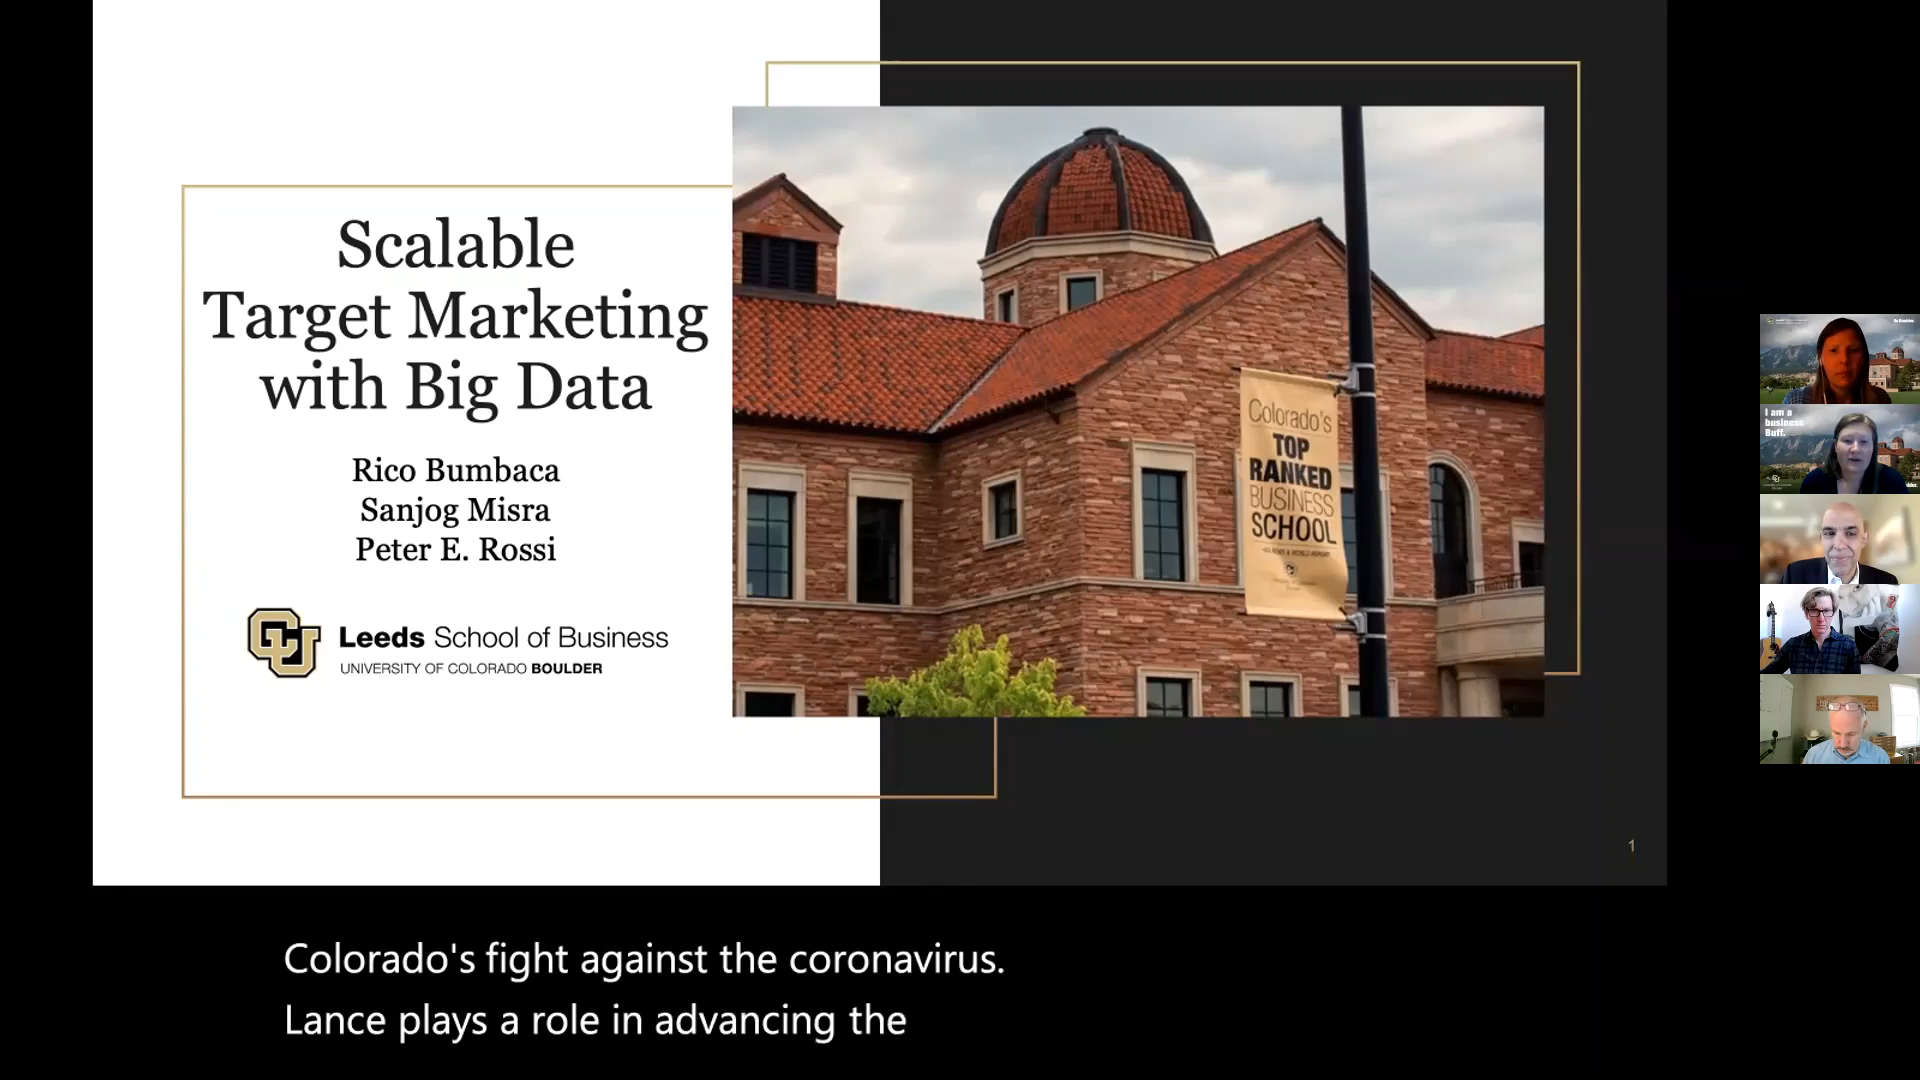 Scalable
Target Marketing
with Big Data
Rico Bumbaca
Sanjog Misra
Peter E. Rossi
CU
Leeds School of Business
UNIVERSITY OF COLORADO BOULDER
Colorado's
TOP
RANKED
BUSINESS
SCHOOL
1
I am a
business
Buff.
Colorado's fight against the coronavirus.
Lance plays a role in advancing the